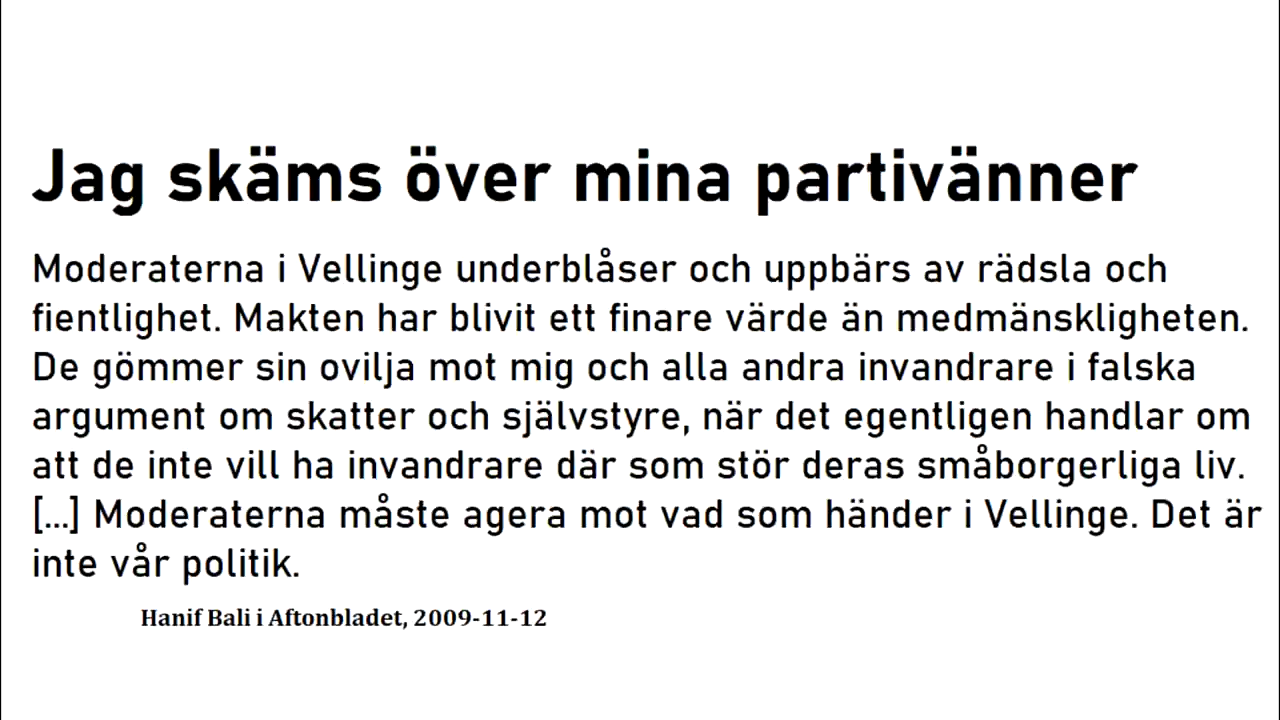 Jag skäms över mina partivänner
Moderaterna i Vellinge underblåser och uppbärs av rädsla och
fientlighet. Makten har blivit ett finare värde än medmänskligheten.
De gömmer sin ovilja mot mig och alla andra invandrare i falska
argument om skatter och självstyre, när det egentligen handlar om
att de inte vill ha invandrare där som stör deras småborgerliga liv.
[...] Moderaterna måste agera mot vad som händer i Vellinge. Det är
inte vår politik.
Hanif Bali i Aftonbladet, 2009-11-12